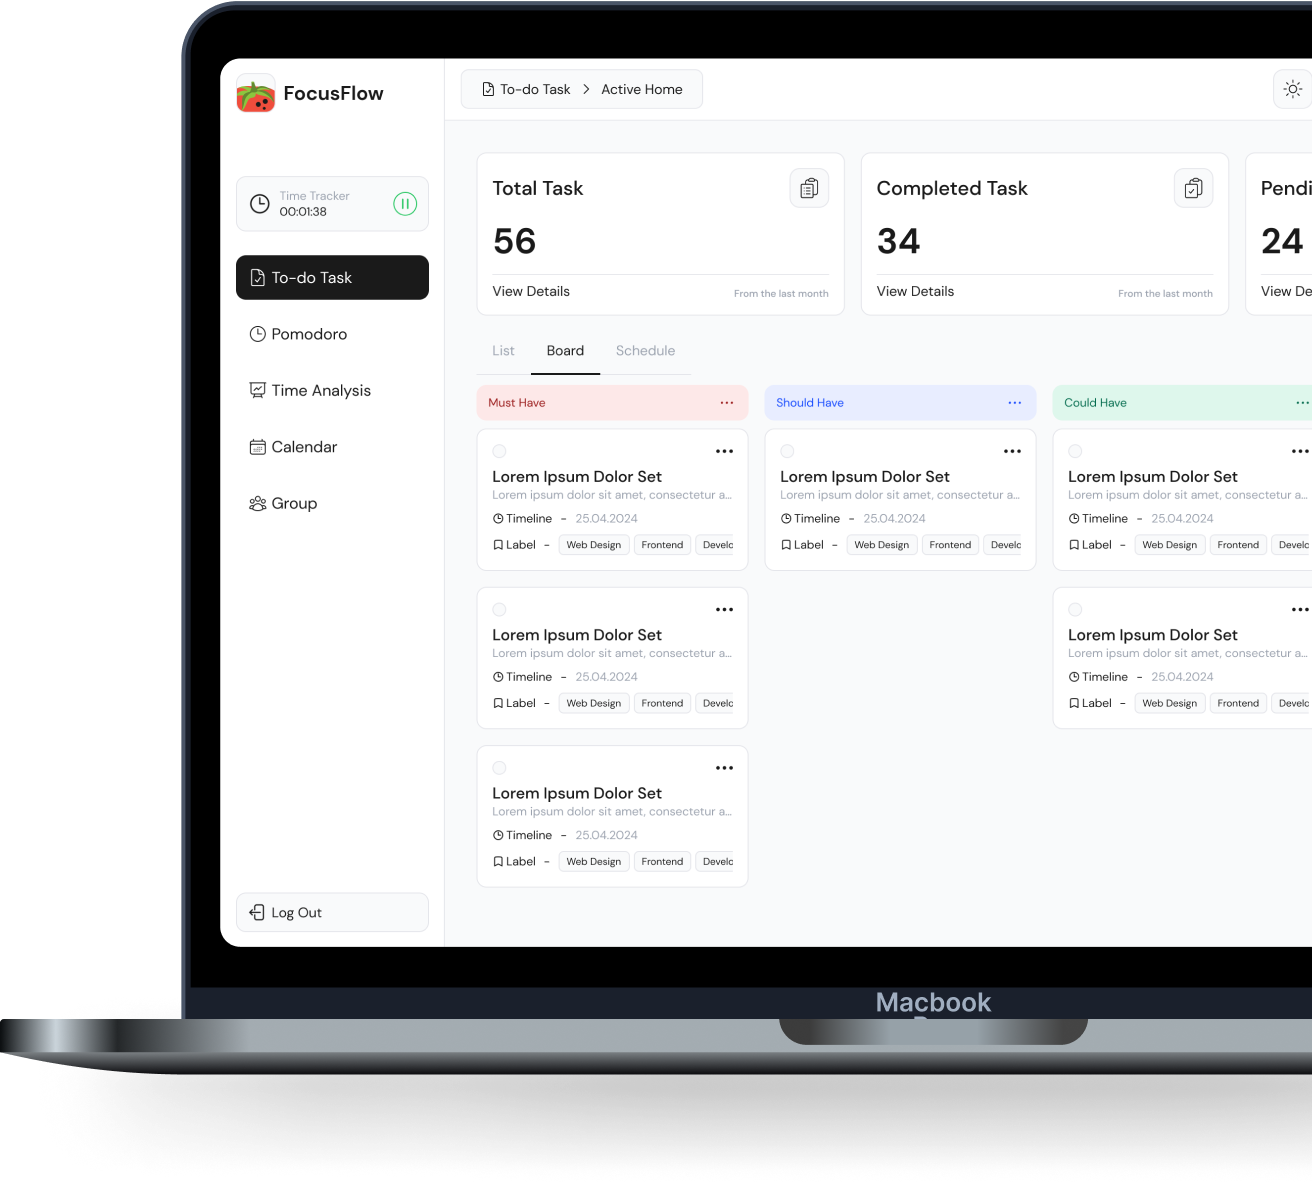 FocusFlow
To-do Task > Active Home
Time Tracker
00:01:38
To-do Task
Pomodoro
Time Analysis
Calendar
Group
Log Out
Total Task
56
View Details From the last month
Completed Task
34
View Details From the last month
Pendi
24
View De
List Board Schedule
Must Have
Lorem Ipsum Dolor Set
Lorem ipsum dolor sit amet, consectetur a...
Timeline - 25.04.2024
Label - Web Design Frontend Develc
Lorem Ipsum Dolor Set
Lorem ipsum dolor sit amet, consectetur a...
Timeline - 25.04.2024
Label - Web Design Frontend Develc
Lorem Ipsum Dolor Set
Lorem ipsum dolor sit amet, consectetur a...
Timeline - 25.04.2024
Label - Web Design Frontend Develc
Should Have
Lorem Ipsum Dolor Set
Lorem ipsum dolor sit amet, consectetur a...
Timeline - 25.04.2024
Label - Web Design Frontend Develc
Could Have
Lorem Ipsum Dolor Set
Lorem ipsum dolor sit amet, consectetur a...
Timeline - 25.04.2024
Label - Web Design Frontend Develc
Lorem Ipsum Dolor Set
Lorem ipsum dolor sit amet, consectetur a...
Timeline - 25.04.2024
Label - Web Design Frontend Develc
Macbook